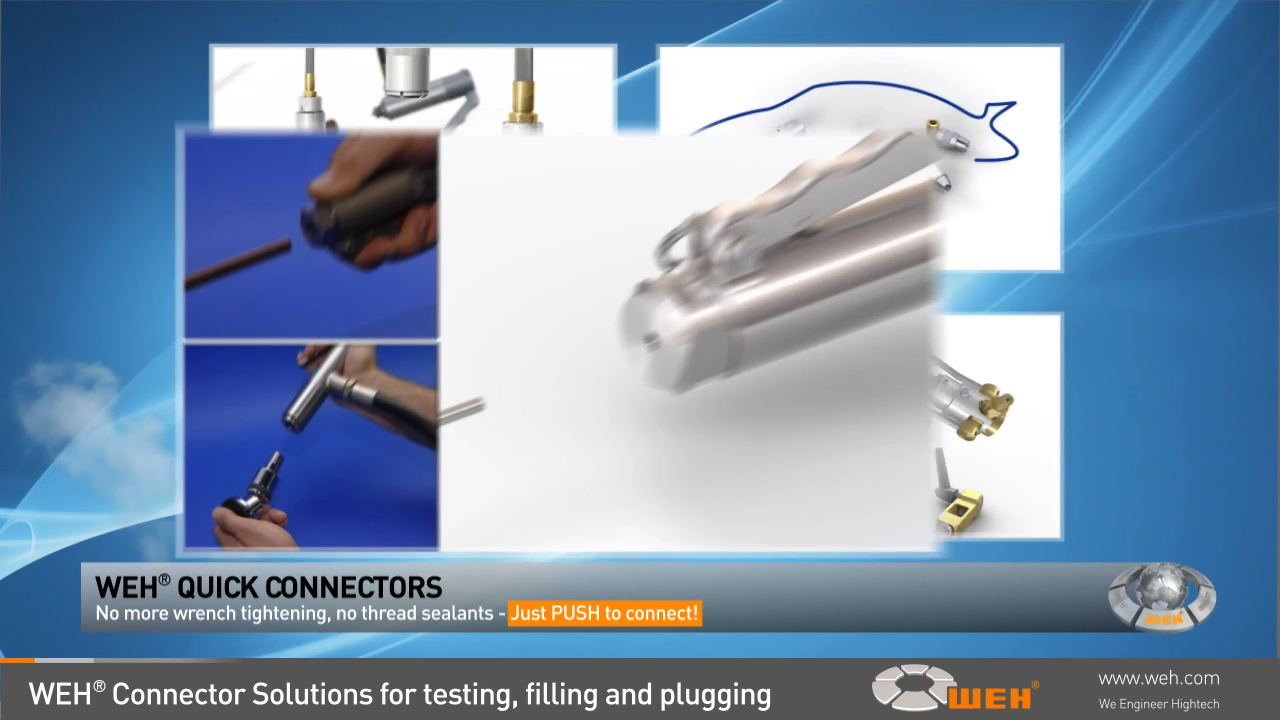 WEH® QUICK CONNECTORS
No more wrench tightening, no thread sealants - Just PUSH to connect!
WEH
WEH® Connector Solutions for testing, filling and plugging
WEH®
www.weh.com
We Engineer Hightech